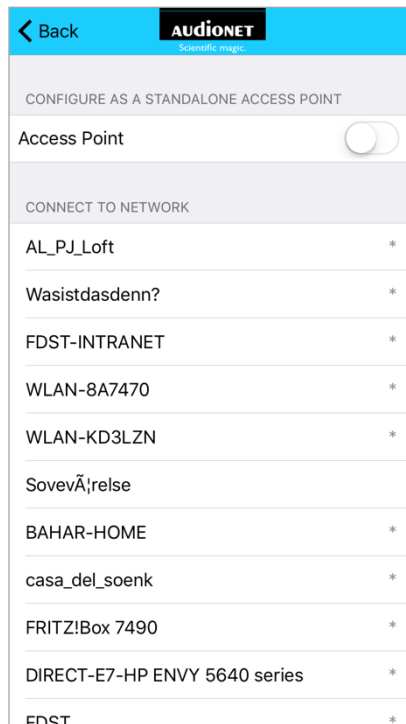 Back
AUDIONET
Scientific magic.
CONFIGURE AS A STANDALONE ACCESS POINT
Access Point
CONNECT TO NETWORK
AL_PJ_Loft *
Wasistdasdenn? *
FDST-INTRANET *
WLAN-8A7470 *
WLAN-KD3LZN *
SovevÃ¦relse
BAHAR-HOME *
casa_del_soenk *
FRITZ!Box 7490 *
DIRECT-E7-HP ENVY 5640 series *
FDST *